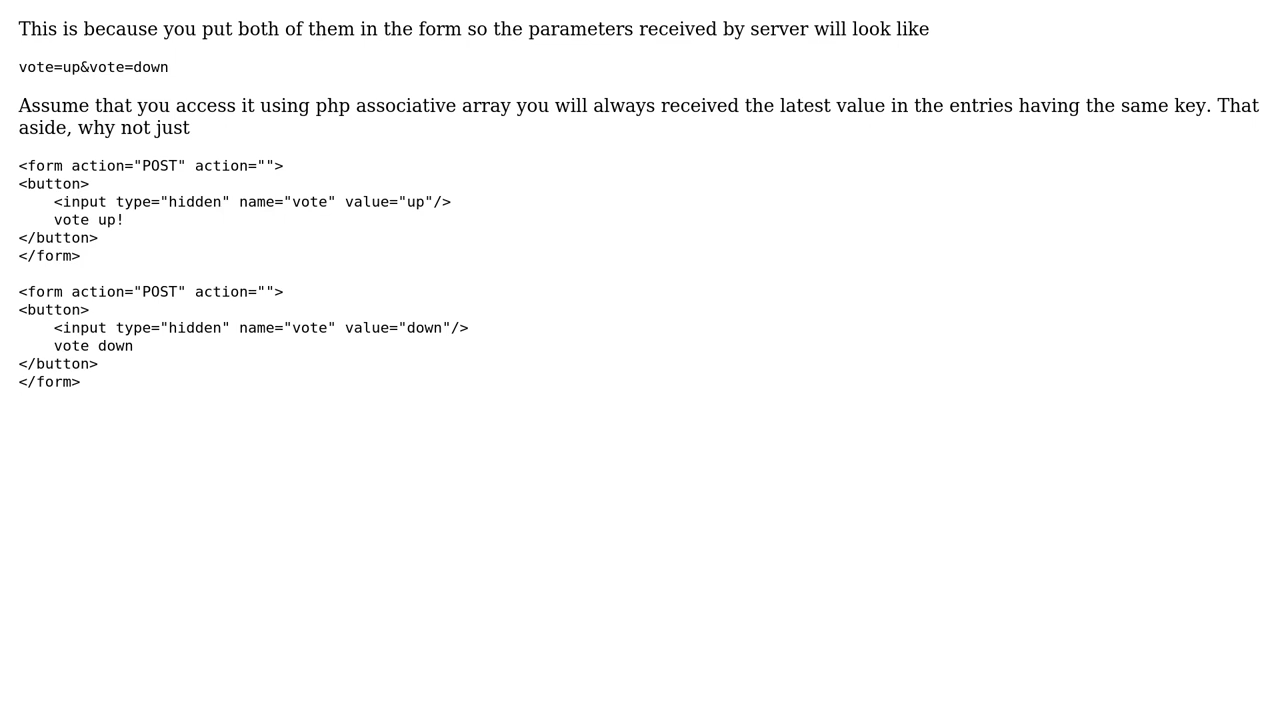 This is because you put both of them in the form so the parameters received by server will look like
vote=up&vote=down
Assume that you access it using php associative array you will always received the latest value in the entries having the same key. That
aside, why not just
<form action="POST" action="">
<button>
    <input type="hidden" name="vote" value="up"/>
    vote up!
</button>
</form>
<form action="POST" action="">
<button>
    <input type="hidden" name="vote" value="down"/>
    vote down
</button>
</form>